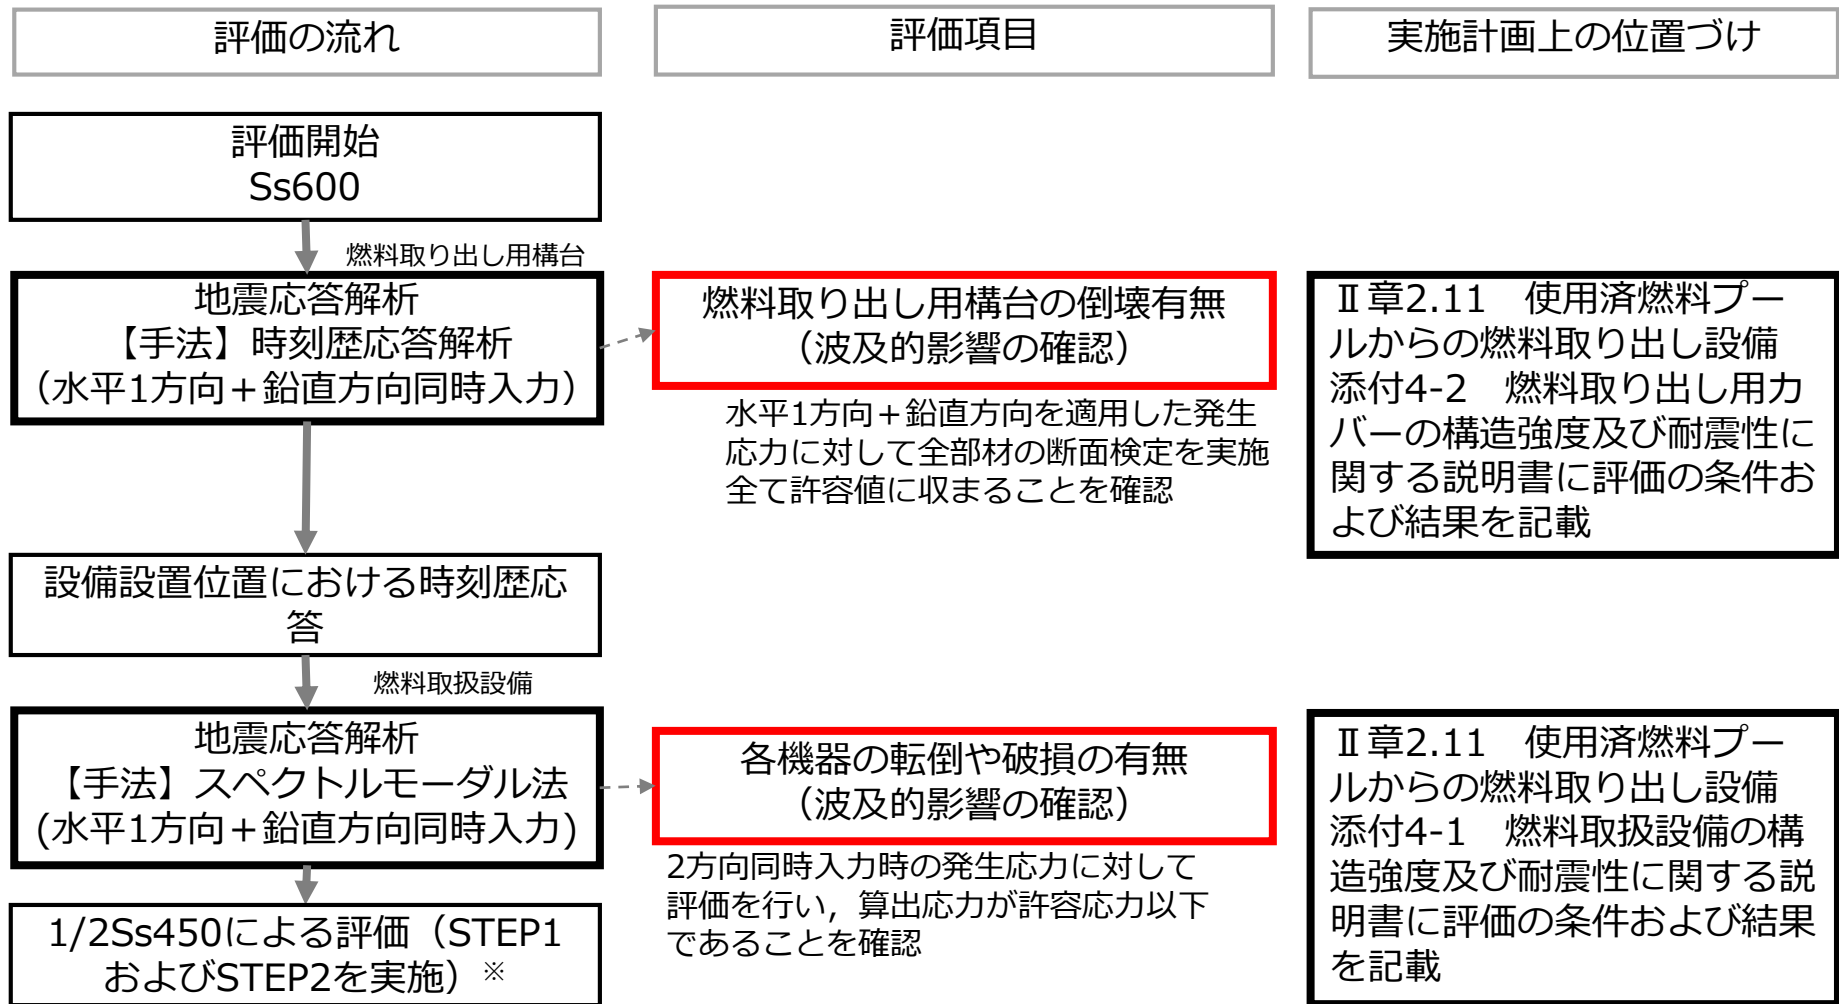 評価の流れ
評価項目
実施計画上の位置づけ
評価開始
Ss600
燃料取り出し用構台
地震応答解析
【手法】時刻歴応答解析
（水平1方向＋鉛直方向同時入力）
燃料取り出し用構台の倒壊有無
（波及的影響の確認）
水平1方向＋鉛直方向を適用した発生
応力に対して全部材の断面検定を実施
全て許容値に収まることを確認
Ⅱ章2.11　使用済燃料プー
ルからの燃料取り出し設備
添付4-2　燃料取り出し用カ
バーの構造強度及び耐震性に
関する説明書に評価の条件お
よび結果を記載
設備設置位置における時刻歴応
答
燃料取扱設備
地震応答解析
【手法】スペクトルモーダル法
(水平1方向＋鉛直方向同時入力)
各機器の転倒や破損の有無
（波及的影響の確認）
2方向同時入力時の発生応力に対して
評価を行い，算出応力が許容応力以下
であることを確認
Ⅱ章2.11　使用済燃料プー
ルからの燃料取り出し設備
添付4-1　燃料取扱設備の構
造強度及び耐震性に関する説
明書に評価の条件および結果
を記載
1/2Ss450による評価（STEP1
およびSTEP2を実施）※